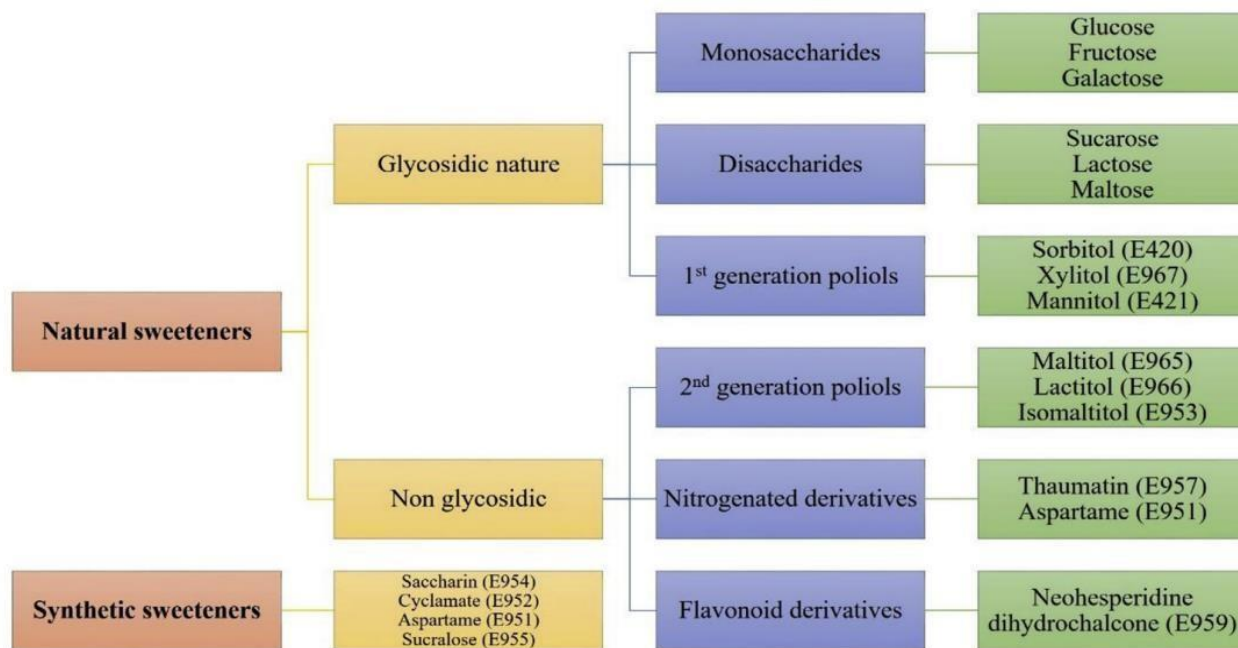 Natural sweeteners
Glycosidic nature
Monosaccharides
Glucose
Fructose
Galactose
Disaccharides
Sucarose
Lactose
Maltose
1st generation poliols
Sorbitol (E420)
Xylitol (E967)
Mannitol (E421)
Non glycosidic
2nd generation poliols
Maltitol (E965)
Lactitol (E966)
Isomaltitol (E953)
Nitrogenated derivatives
Thaumatin (E957)
Aspartame (E951)
Flavonoid derivatives
Neohesperidine
dihydrochalcone (E959)
Synthetic sweeteners
Saccharin (E954)
Cyclamate (E952)
Aspartame (E951)
Sucralose (E955)